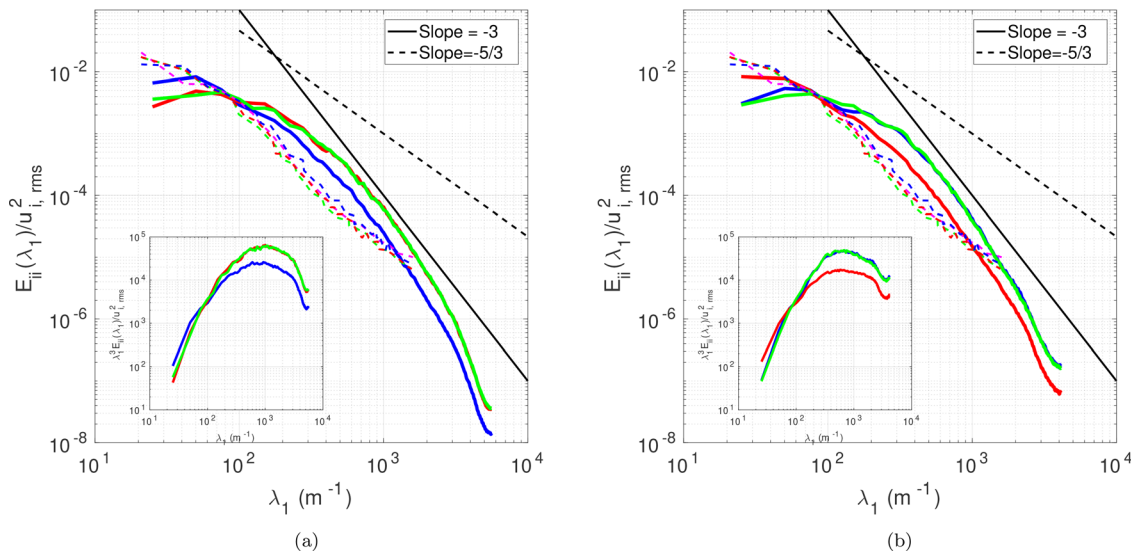 Slope = -3
Slope=-5/3
10^-2
10^-4
10^-6
10^-8
E_ii(λ_1)/u^2_i, rms
10^1
10^2
10^3
10^4
λ_1 (m^-1)
10^5
10^4
10^3
10^2
10^1
λ_1^3E_ii(λ_1)/u^2_i, rms
10^1
10^2
10^3
10^4
λ_1 (m^-1)
(a)
Slope = -3
Slope=-5/3
10^-2
10^-4
10^-6
10^-8
E_ii(λ_1)/u^2_i, rms
10^1
10^2
10^3
10^4
λ_1 (m^-1)
10^5
10^4
10^3
10^2
10^1
λ_1^3E_ii(λ_1)/u^2_i, rms
10^1
10^2
10^3
10^4
λ_1 (m^-1)
(b)